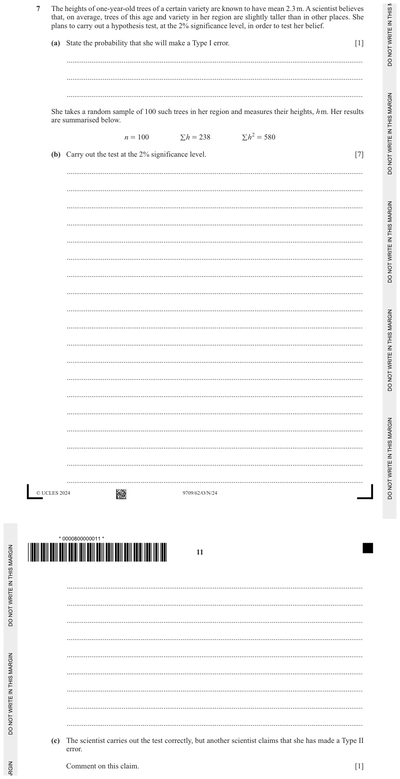 7 The heights of one-year-old trees of a certain variety are known to have mean 2.3 m. A scientist believes
that, on average, trees of this age and variety in her region are slightly taller than in other places. She
plans to carry out a hypothesis test, at the 2% significance level, in order to test her belief.
(a) State the probability that she will make a Type I error. [1]
She takes a random sample of 100 such trees in her region and measures their heights, h m. Her results
are summarised below.
n = 100 Σh = 238 Σh² = 580
(b) Carry out the test at the 2% significance level. [7]
DO NOT WRITE IN THIS M
DO NOT WRITE IN THIS MARGIN
DO NOT WRITE IN THIS MARGIN
DO NOT WRITE IN THIS MARGIN
DO NOT WRITE IN THIS MARGIN
© UCLES 2024 9709/62/O/N/24
* 0000800000011 *
11
DO NOT WRITE IN THIS MARGIN
DO NOT WRITE IN THIS MARGIN
RGIN
(c) The scientist carries out the test correctly, but another scientist claims that she has made a Type II
error.
Comment on this claim. [1]